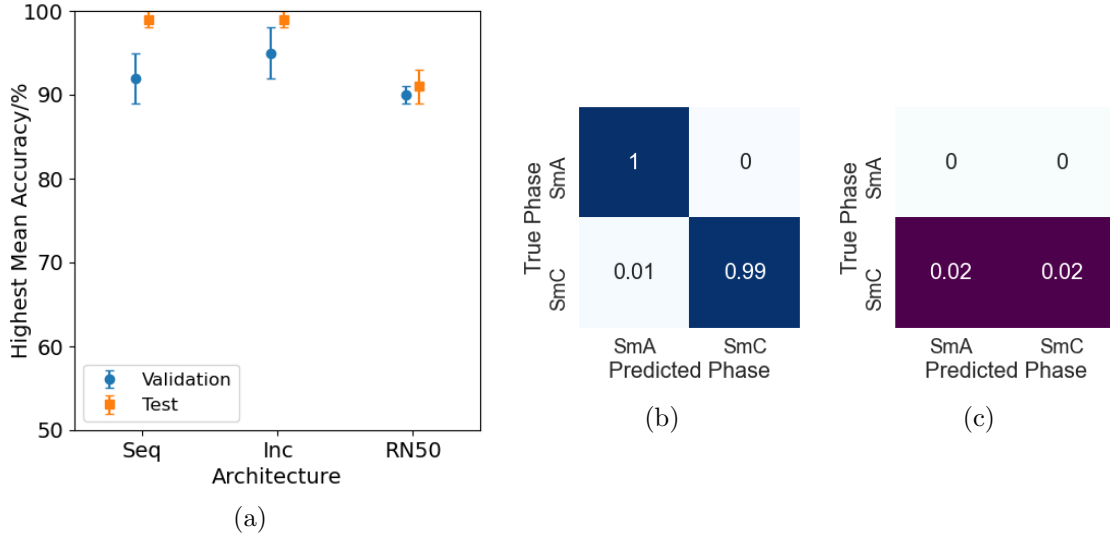 Highest Mean Accuracy/%
100
90
80
70
60
50
Validation
Test
Seq Inc RN50
Architecture
(a)
True Phase
SmA
SmC
1 0
0.01 0.99
SmA SmC
Predicted Phase
(b)
True Phase
SmA
SmC
0 0
0.02 0.02
SmA SmC
Predicted Phase
(c)